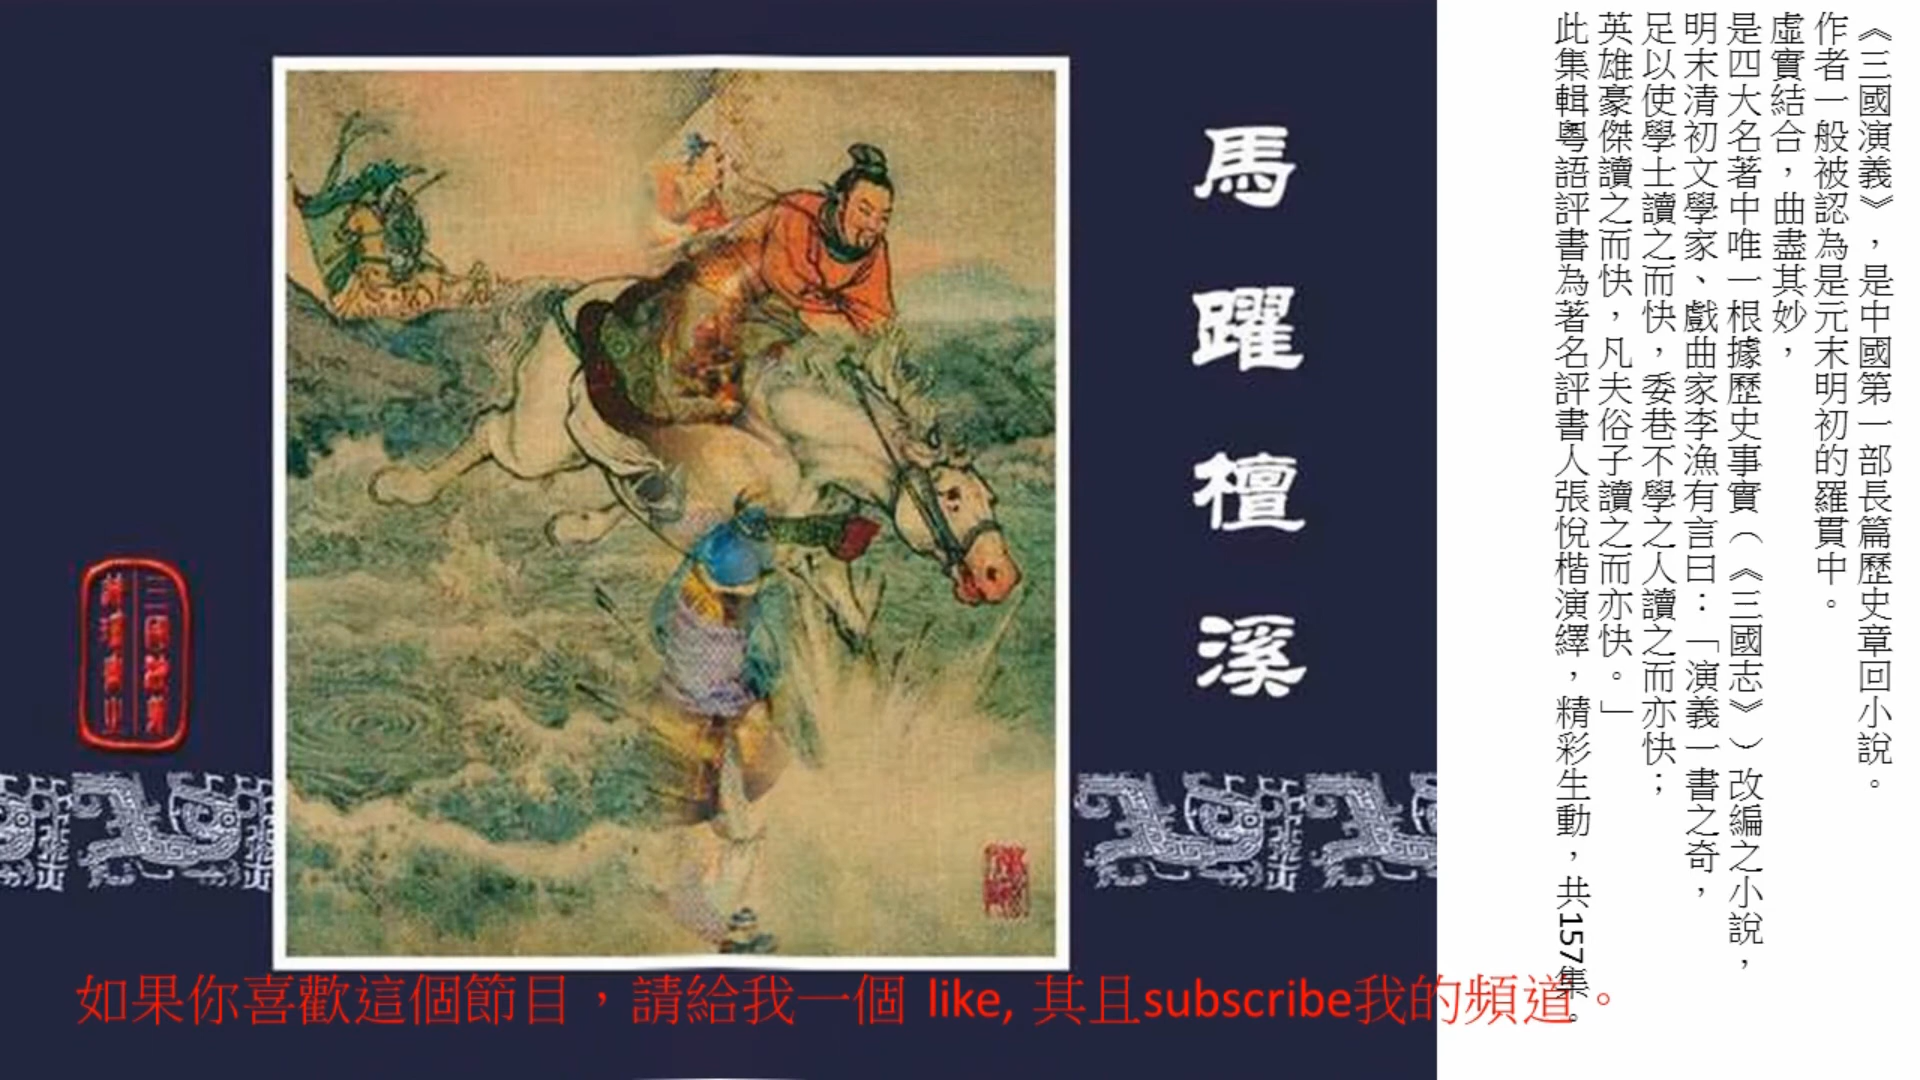 《三國演義》，是中國第一部長篇歷史章回小說。
作者一般被認為是元末明初的羅貫中。
虛實結合，曲盡其妙，
是四大名著中唯一根據歷史事實（《三國志》）改編之小說，
明末清初文學家、戲曲家李漁有言曰：「演義一書之奇，
足以使學士讀之而快，委巷不學之人讀之而亦快；
英雄豪傑讀之而快，凡夫俗子讀之而亦快。」
此集輯粵語評書為著名評書人張悅楷演繹，精彩生動，共157集。
馬躍檀溪
如果你喜歡這個節目，請給我一個 like, 其且subscribe我的頻道。